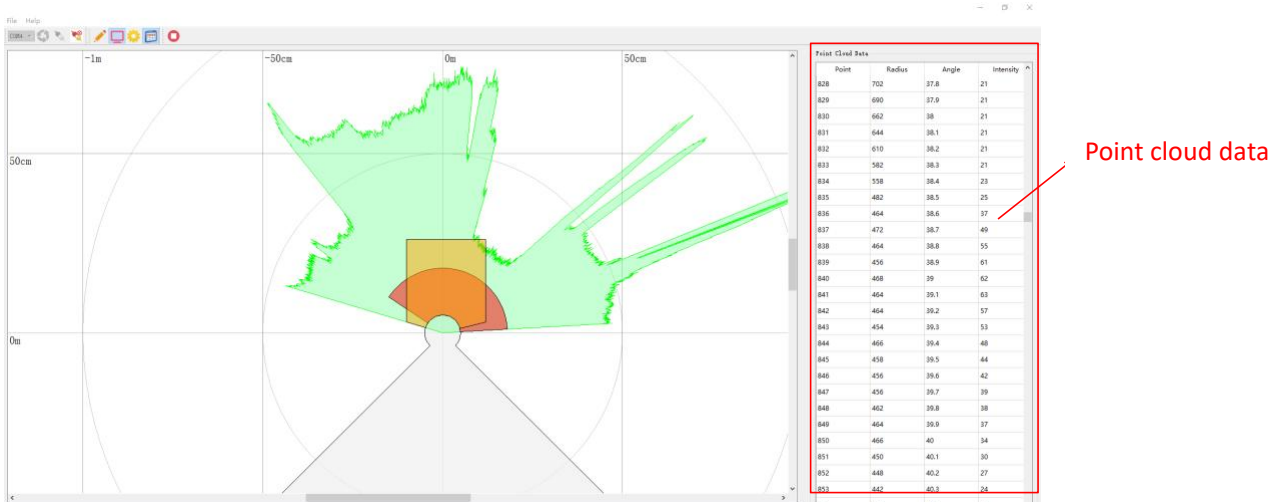 File Help
-1m -50cm 0m 50cm
50cm
0m
Point Cloud Data
Point Radius Angle Intensity
828 702 37.8 21
829 690 37.9 21
830 662 38 21
831 644 38.1 21
832 610 38.2 21
833 582 38.3 21
834 558 38.4 23
835 482 38.5 25
836 464 38.6 37
837 472 38.7 49
838 464 38.8 55
839 456 38.9 61
840 468 39 62
841 464 39.1 63
842 464 39.2 57
843 454 39.3 53
844 466 39.4 48
845 458 39.5 44
846 456 39.6 42
847 456 39.7 39
848 462 39.8 38
849 464 39.9 37
850 466 40 34
851 450 40.1 30
852 448 40.2 27
853 442 40.3 24
Point cloud data